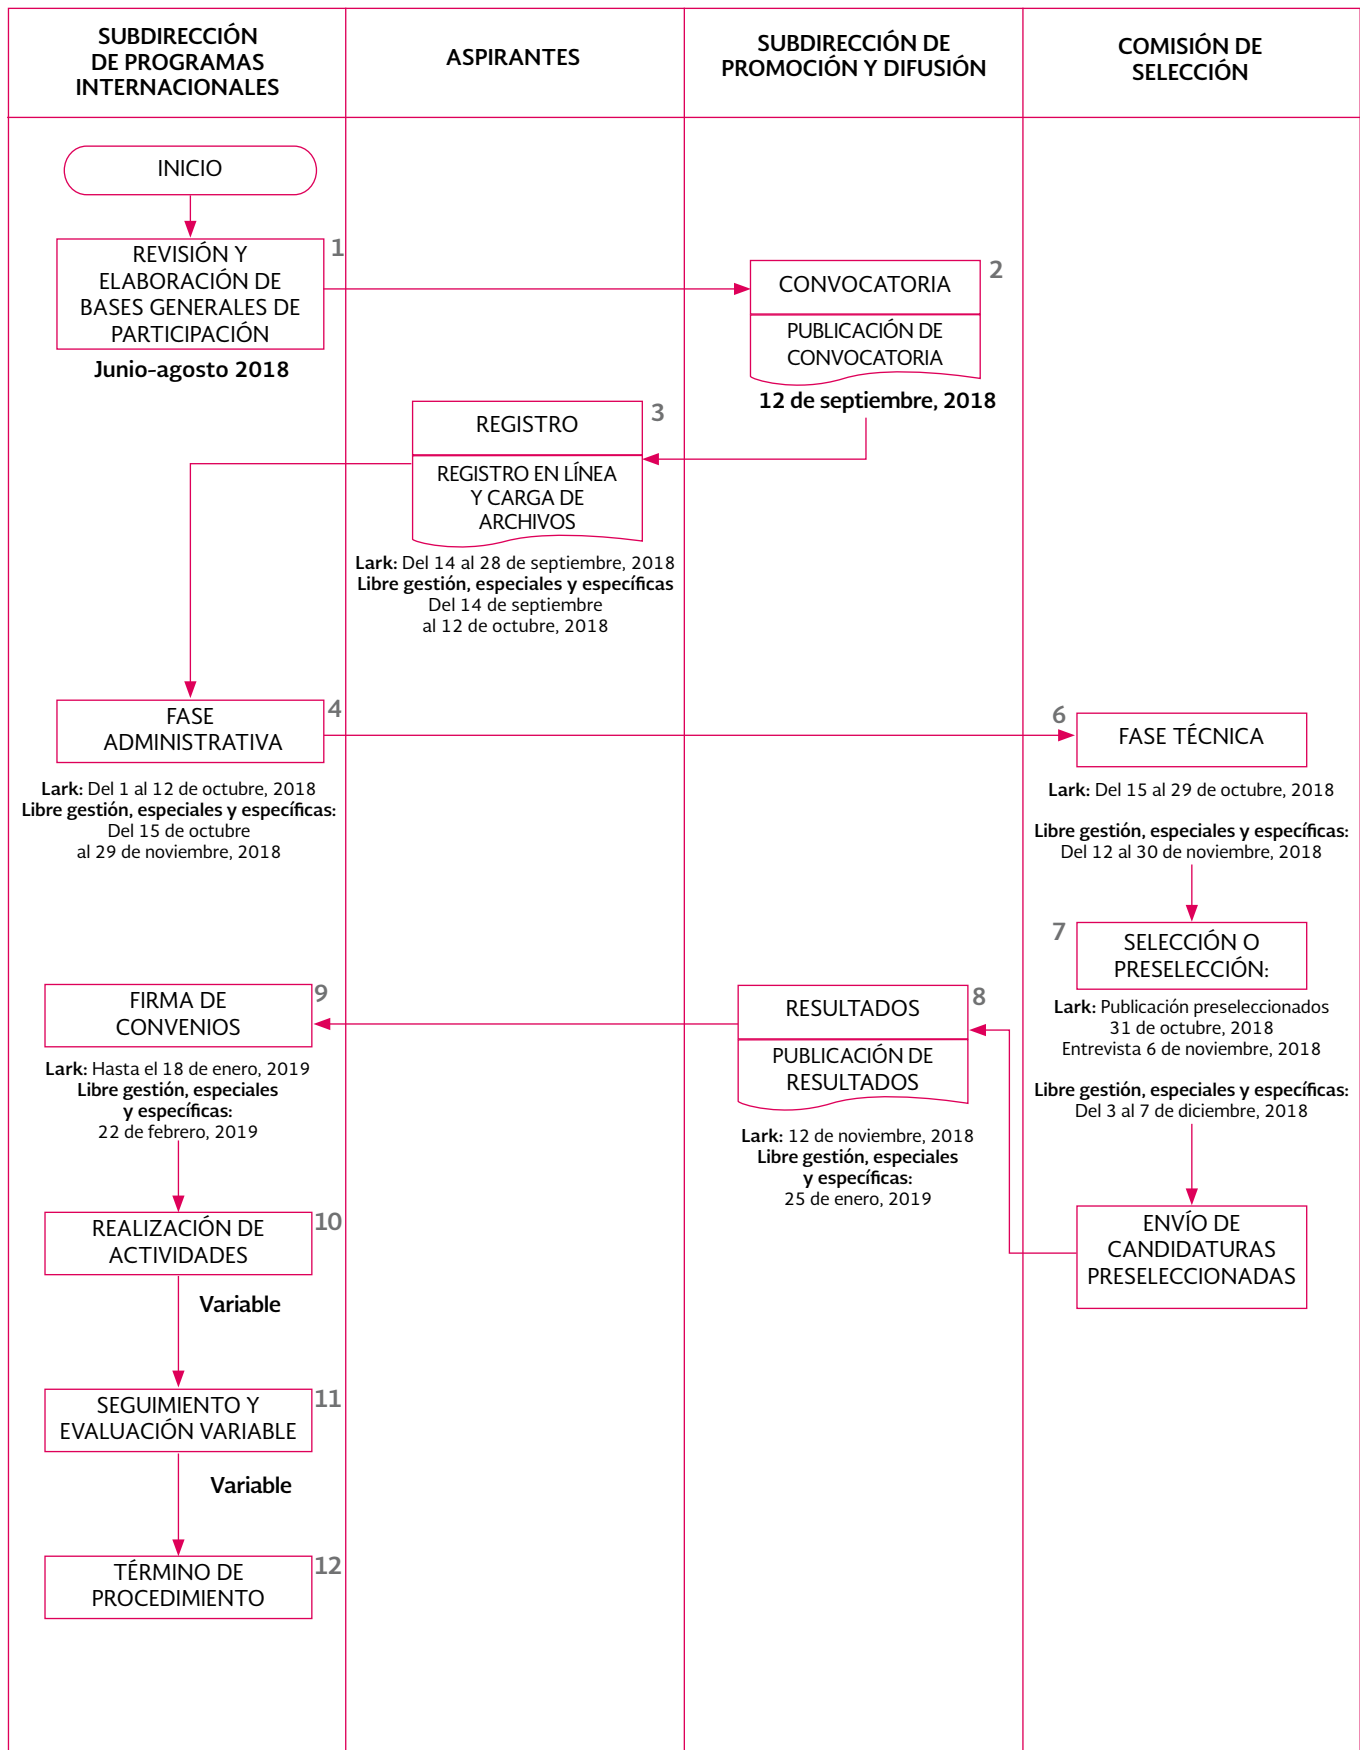 SUBDIRECCIÓN
DE PROGRAMAS
INTERNACIONALES
ASPIRANTES
SUBDIRECCIÓN DE
PROMOCIÓN Y DIFUSIÓN
COMISIÓN DE
SELECCIÓN
INICIO
1
REVISIÓN Y
ELABORACIÓN DE
BASES GENERALES DE
PARTICIPACIÓN
Junio-agosto 2018
2
CONVOCATORIA
PUBLICACIÓN DE
CONVOCATORIA
12 de septiembre, 2018
3
REGISTRO
REGISTRO EN LÍNEA
Y CARGA DE
ARCHIVOS
Lark: Del 14 al 28 de septiembre, 2018
Libre gestión, especiales y específicas
Del 14 de septiembre
al 12 de octubre, 2018
4
FASE
ADMINISTRATIVA
Lark: Del 1 al 12 de octubre, 2018
Libre gestión, especiales y específicas:
Del 15 de octubre
al 29 de noviembre, 2018
6
FASE TÉCNICA
Lark: Del 15 al 29 de octubre, 2018
Libre gestión, especiales y específicas:
Del 12 al 30 de noviembre, 2018
7
SELECCIÓN O
PRESELECCIÓN:
Lark: Publicación preseleccionados
31 de octubre, 2018
Entrevista 6 de noviembre, 2018
Libre gestión, especiales y específicas:
Del 3 al 7 de diciembre, 2018
ENVÍO DE
CANDIDATURAS
PRESELECCIONADAS
8
RESULTADOS
PUBLICACIÓN DE
RESULTADOS
Lark: 12 de noviembre, 2018
Libre gestión, especiales
y específicas:
25 de enero, 2019
9
FIRMA DE
CONVENIOS
Lark: Hasta el 18 de enero, 2019
Libre gestión, especiales
y específicas:
22 de febrero, 2019
10
REALIZACIÓN DE
ACTIVIDADES
Variable
11
SEGUIMIENTO Y
EVALUACIÓN VARIABLE
Variable
12
TÉRMINO DE
PROCEDIMIENTO